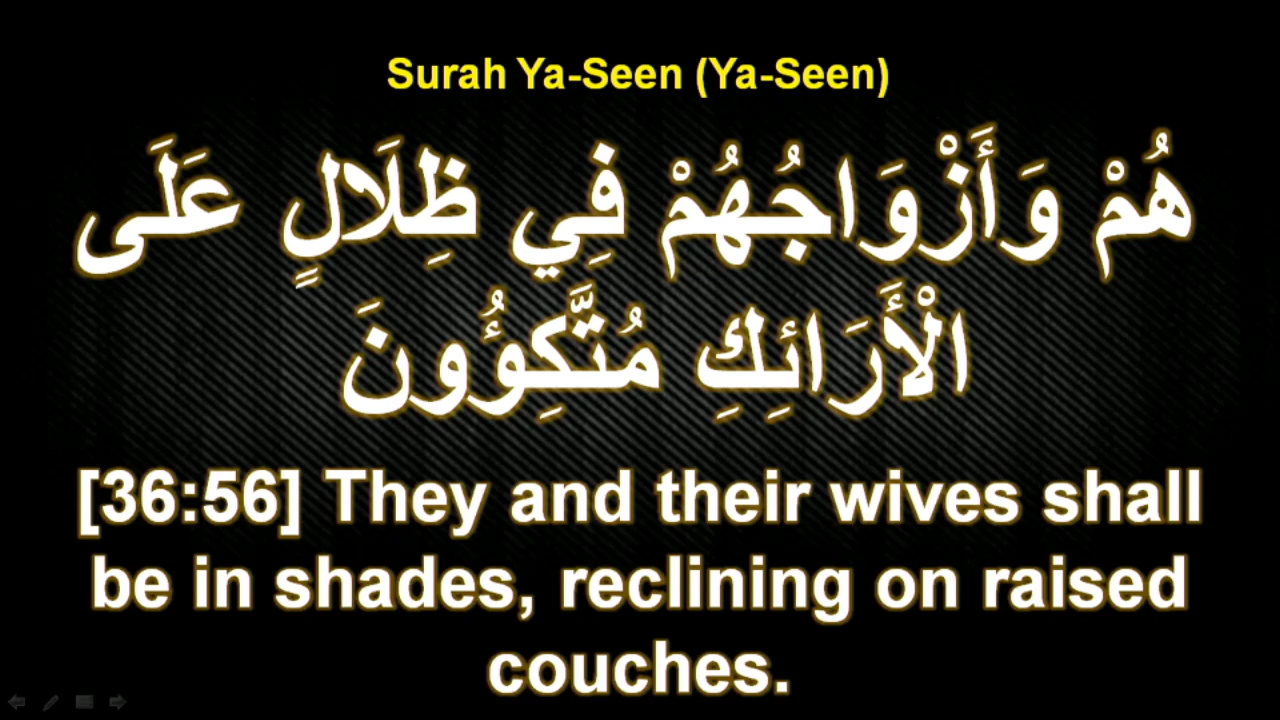 Surah Ya-Seen (Ya-Seen)
هُمْ وَأَزْوَاجُهُمْ فِي ظِلَالٍ عَلَى
الْأَرَائِكِ مُتَّكِؤُونَ
[36:56] They and their wives shall
be in shades, reclining on raised
couches.